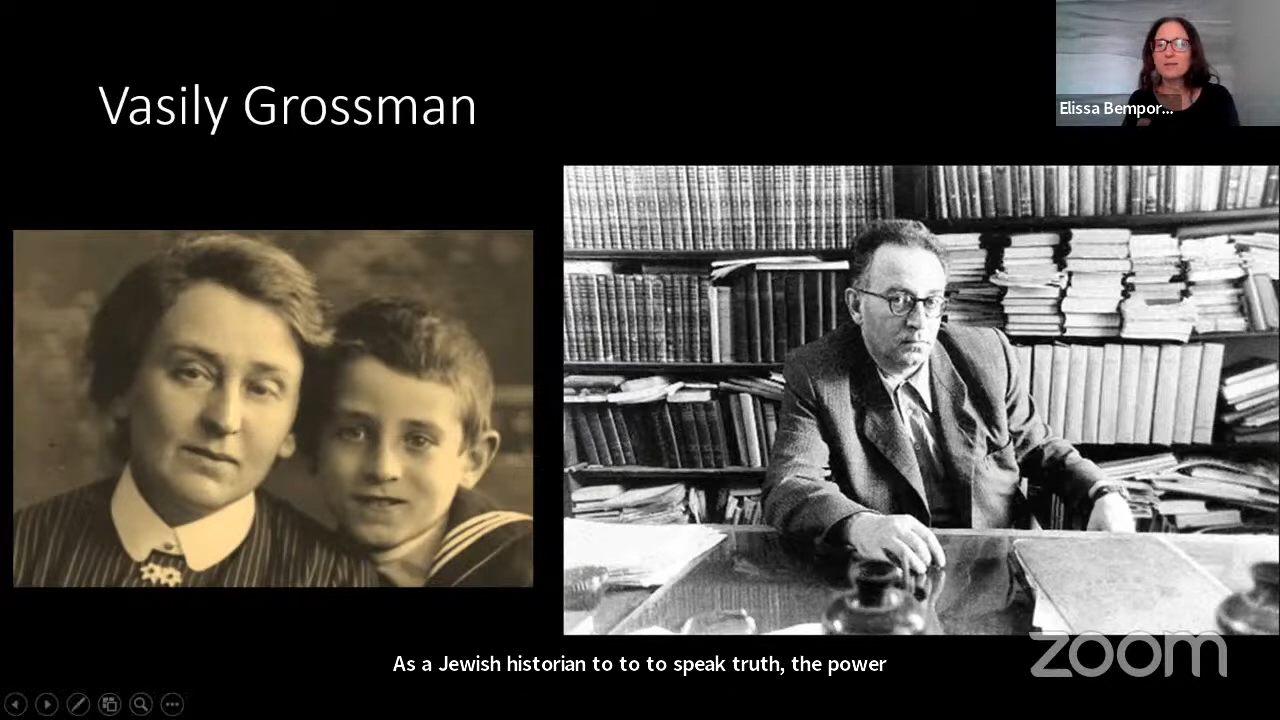 Vasily Grossman
Elissa Bempor...
As a Jewish historian to to to speak truth, the power
zoom